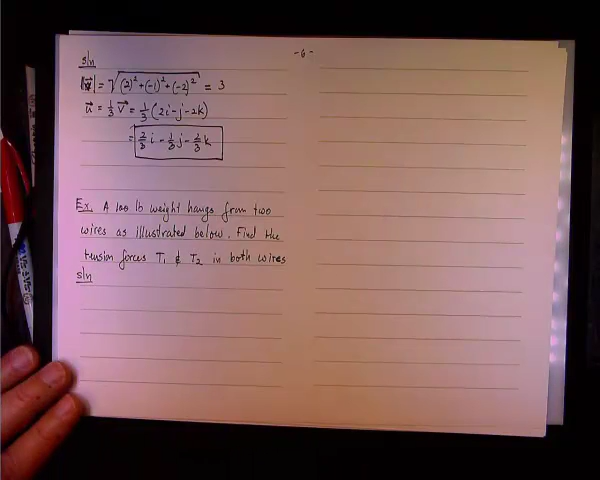 -6-
sln
|v⃗| = √(2)²+(-1)²+(-2)² = 3
u⃗ = 1/3 v⃗ = 1/3 (2i-j-2k)
= 2/3 i - 1/3 j - 2/3 k
Ex. A 100 lb weight hangs from two
wires as illustrated below. Find the
tension forces T₁ & T₂ in both wires
sln